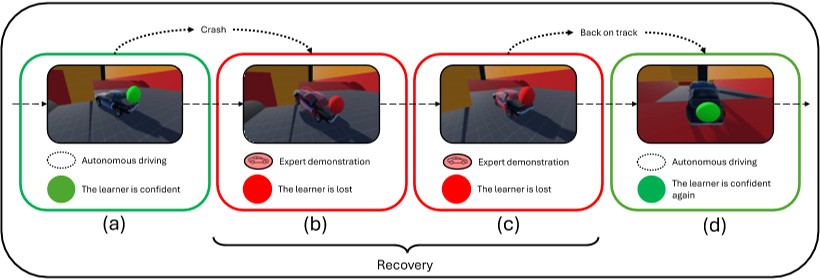 Crash
Back on track
Autonomous driving
The learner is confident
(a)
Expert demonstration
The learner is lost
(b)
Expert demonstration
The learner is lost
(c)
Autonomous driving
The learner is confident
again
(d)
Recovery